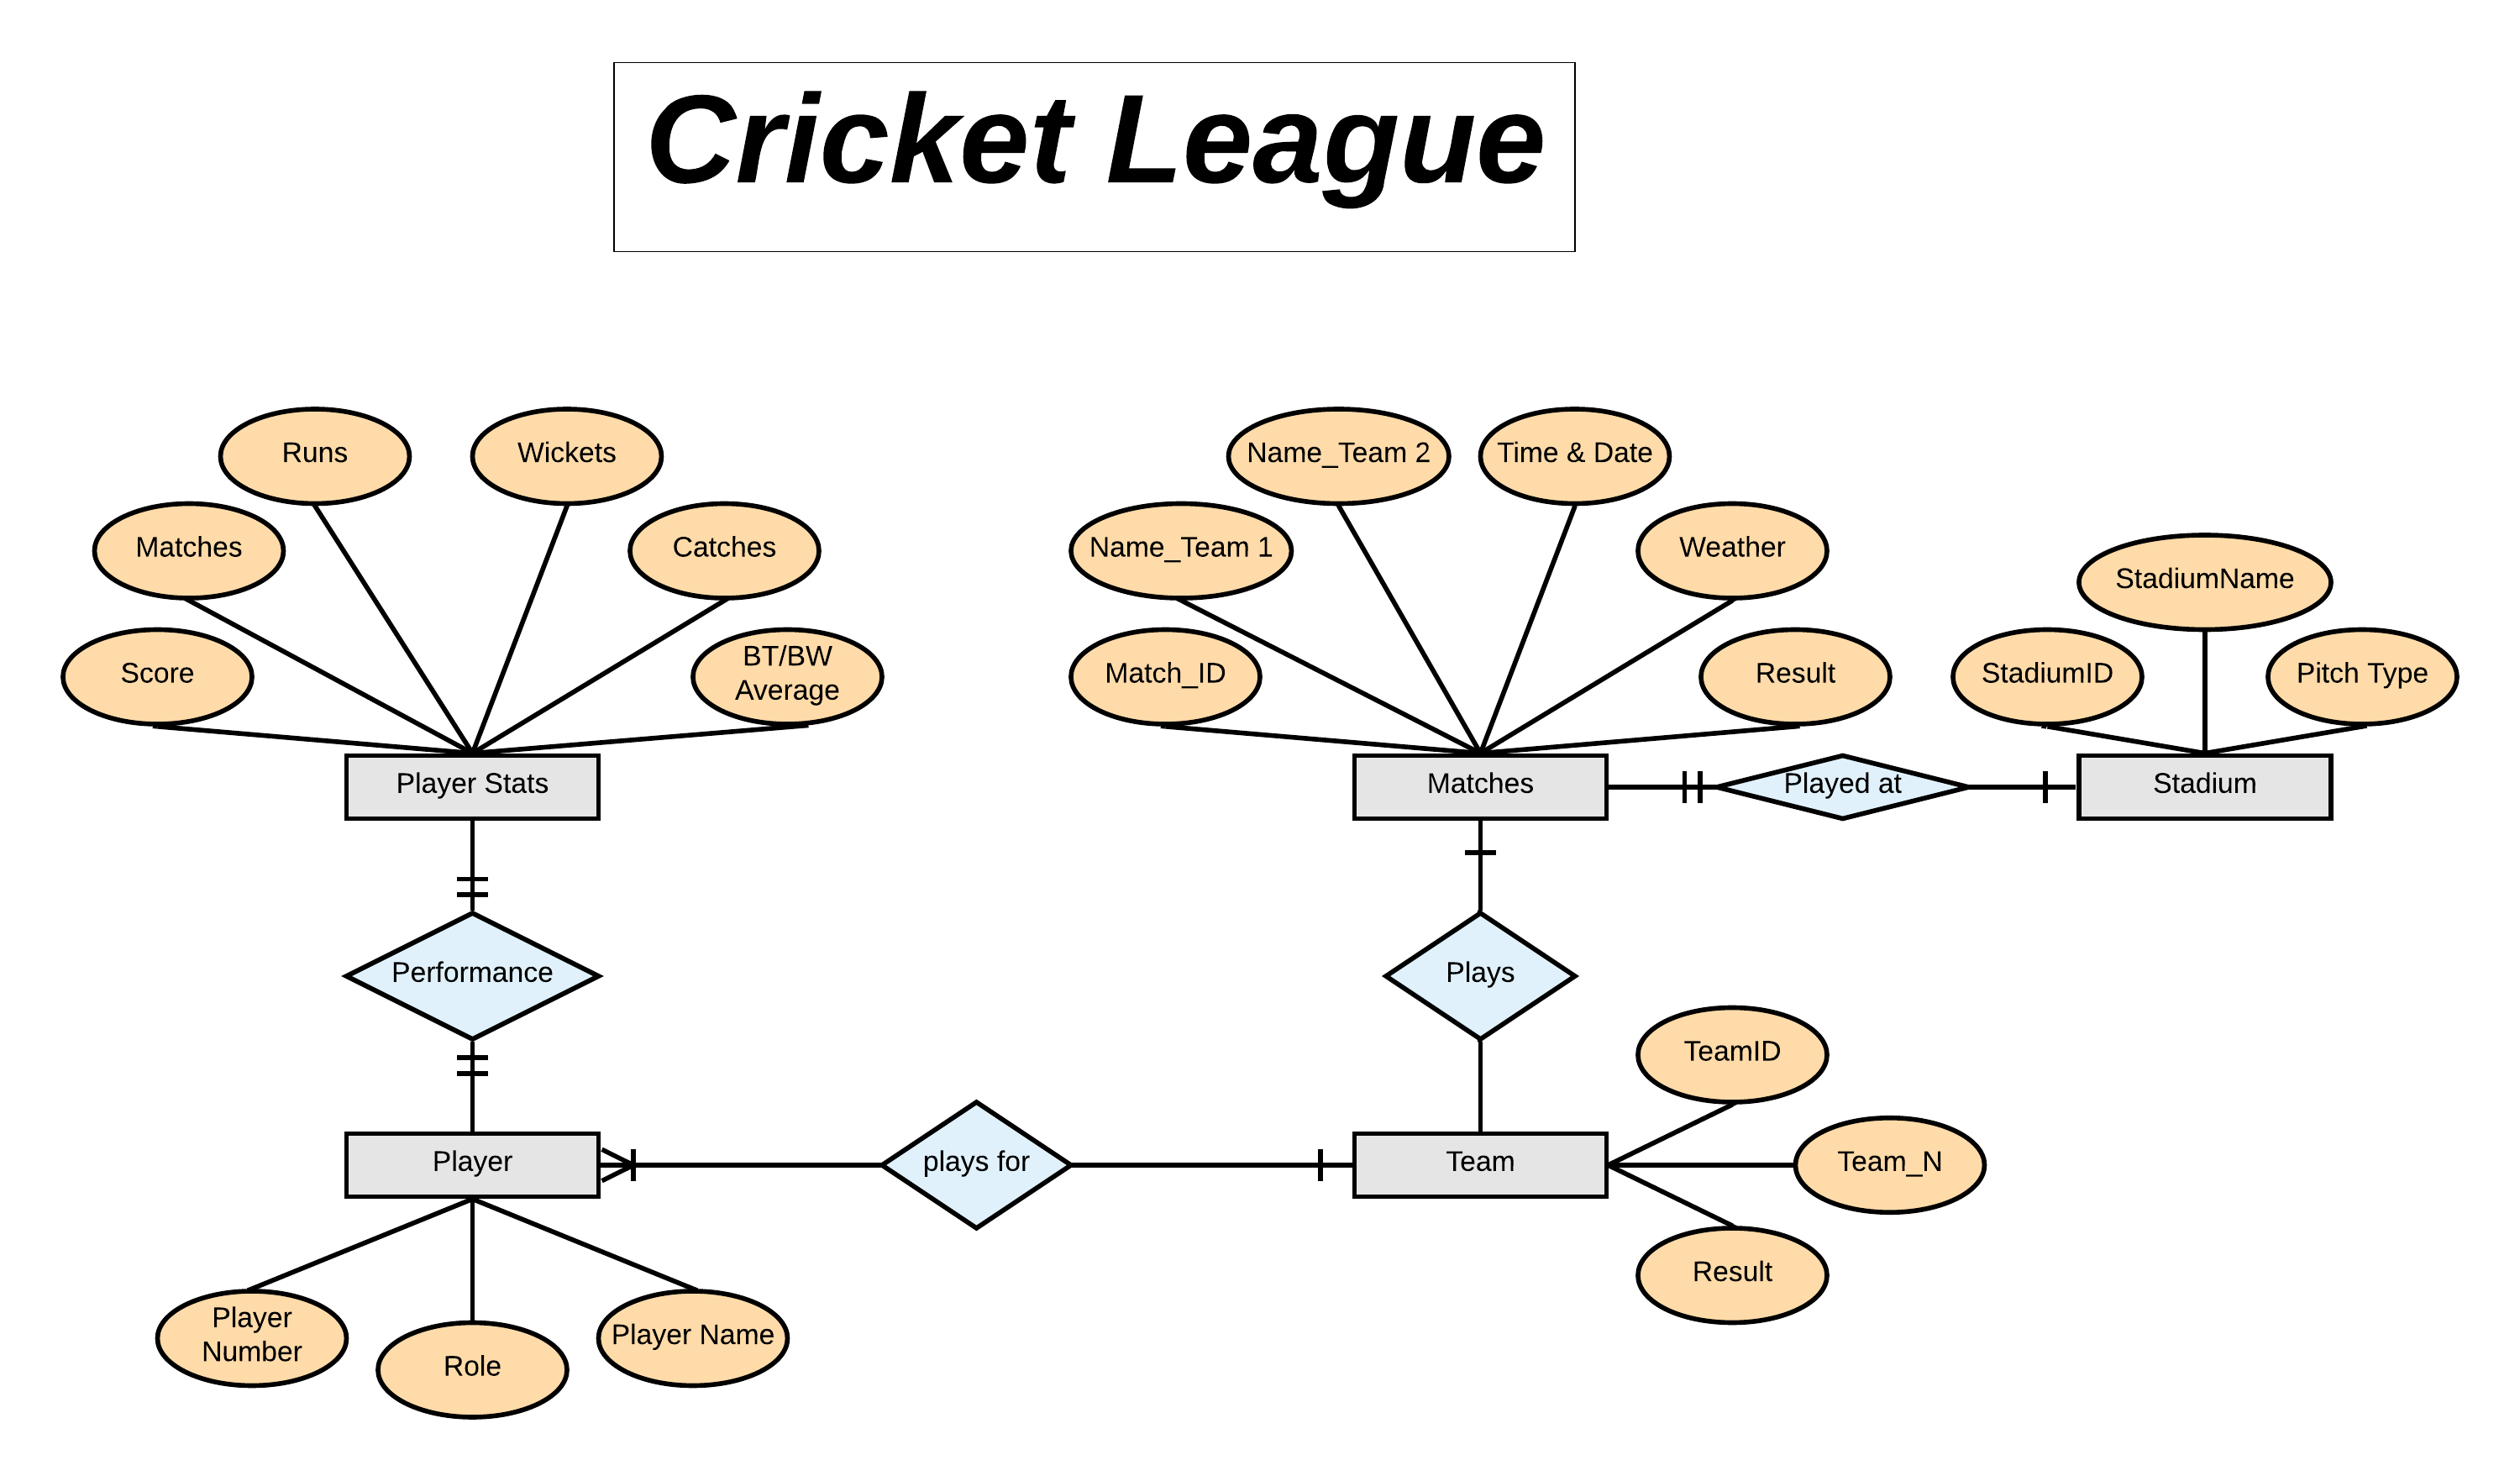 Cricket League
Runs
Wickets
Name_Team 2
Time & Date
Matches
Catches
Name_Team 1
Weather
StadiumName
Score
BT/BW
Average
Match_ID
Result
StadiumID
Pitch Type
Player Stats
Matches
Played at
Stadium
Performance
Plays
TeamID
Player
plays for
Team
Team_N
Result
Player
Number
Role
Player Name